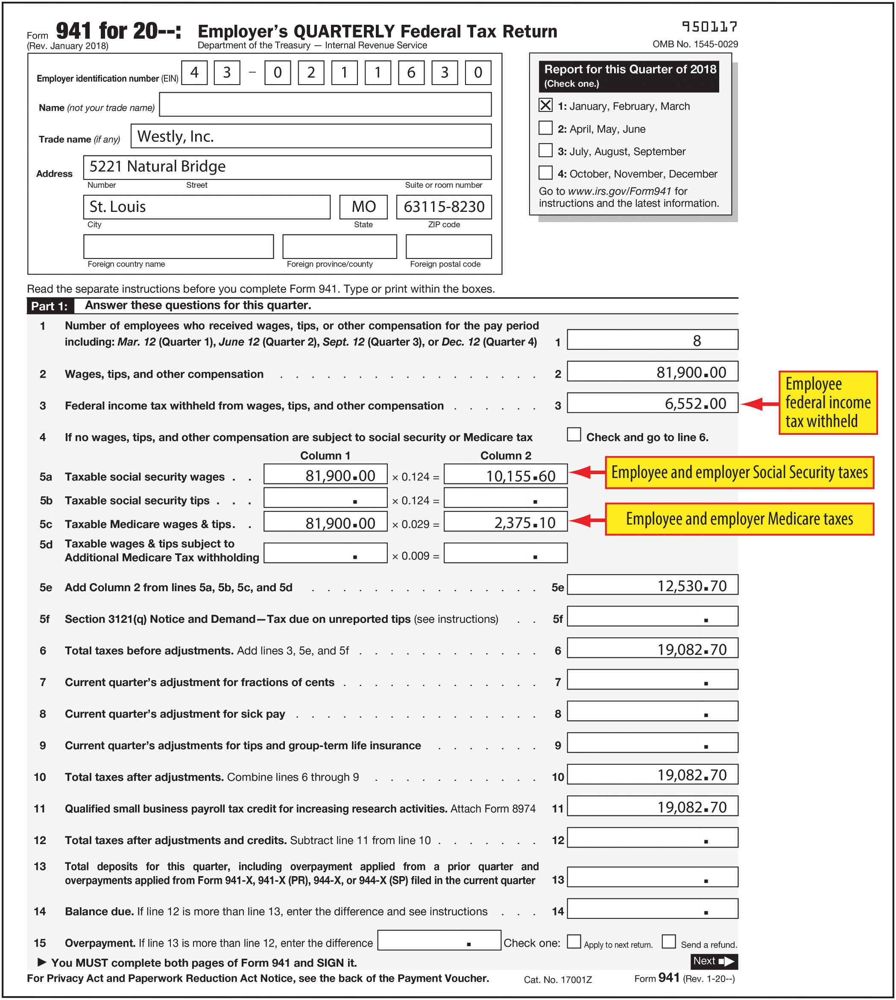 Form 941 for 20--: Employer's QUARTERLY Federal Tax Return
950117
(Rev. January 2018)
Department of the Treasury — Internal Revenue Service
OMB No. 1545-0029
Employer identification number (EIN) 4 3 – 0 2 1 1 6 3 0
Name (not your trade name)
Trade name (if any) Westly, Inc.
Address 5221 Natural Bridge
Number Street Suite or room number
St. Louis MO 63115-8230
City State ZIP code
Foreign country name Foreign province/county Foreign postal code
Report for this Quarter of 2018
(Check one.)
1: January, February, March
2: April, May, June
3: July, August, September
4: October, November, December
Go to www.irs.gov/Form941 for
instructions and the latest information.
Read the separate instructions before you complete Form 941. Type or print within the boxes.
Part 1: Answer these questions for this quarter.
1 Number of employees who received wages, tips, or other compensation for the pay period
including: Mar. 12 (Quarter 1), June 12 (Quarter 2), Sept. 12 (Quarter 3), or Dec. 12 (Quarter 4) 1 8
2 Wages, tips, and other compensation . . . . . . . . . . . . . . . . . 2 81,900.00
3 Federal income tax withheld from wages, tips, and other compensation . . . . . . 3 6,552.00
Employee
federal income
tax withheld
4 If no wages, tips, and other compensation are subject to social security or Medicare tax Check and go to line 6.
Column 1 Column 2
5a Taxable social security wages . . 81,900.00 × 0.124 = 10,155.60
Employee and employer Social Security taxes
5b Taxable social security tips . . . . × 0.124 = .
5c Taxable Medicare wages & tips. . 81,900.00 × 0.029 = 2,375.10
Employee and employer Medicare taxes
5d Taxable wages & tips subject to
Additional Medicare Tax withholding . × 0.009 = .
5e Add Column 2 from lines 5a, 5b, 5c, and 5d . . . . . . . . . . . . . . . 5e 12,530.70
5f Section 3121(q) Notice and Demand—Tax due on unreported tips (see instructions) . . 5f .
6 Total taxes before adjustments. Add lines 3, 5e, and 5f . . . . . . . . . . . . 6 19,082.70
7 Current quarter's adjustment for fractions of cents . . . . . . . . . . . . . 7 .
8 Current quarter's adjustment for sick pay . . . . . . . . . . . . . . . . 8 .
9 Current quarter's adjustments for tips and group-term life insurance . . . . . . . 9 .
10 Total taxes after adjustments. Combine lines 6 through 9 . . . . . . . . . . . 10 19,082.70
11 Qualified small business payroll tax credit for increasing research activities. Attach Form 8974 11 19,082.70
12 Total taxes after adjustments and credits. Subtract line 11 from line 10 . . . . . . . 12 .
13 Total deposits for this quarter, including overpayment applied from a prior quarter and
overpayments applied from Form 941-X, 941-X (PR), 944-X, or 944-X (SP) filed in the current quarter 13 .
14 Balance due. If line 12 is more than line 13, enter the difference and see instructions . . . 14 .
15 Overpayment. If line 13 is more than line 12, enter the difference . Check one: Apply to next return. Send a refund.
► You MUST complete both pages of Form 941 and SIGN it.
Next ■►
For Privacy Act and Paperwork Reduction Act Notice, see the back of the Payment Voucher. Cat. No. 17001Z Form 941 (Rev. 1-20--)